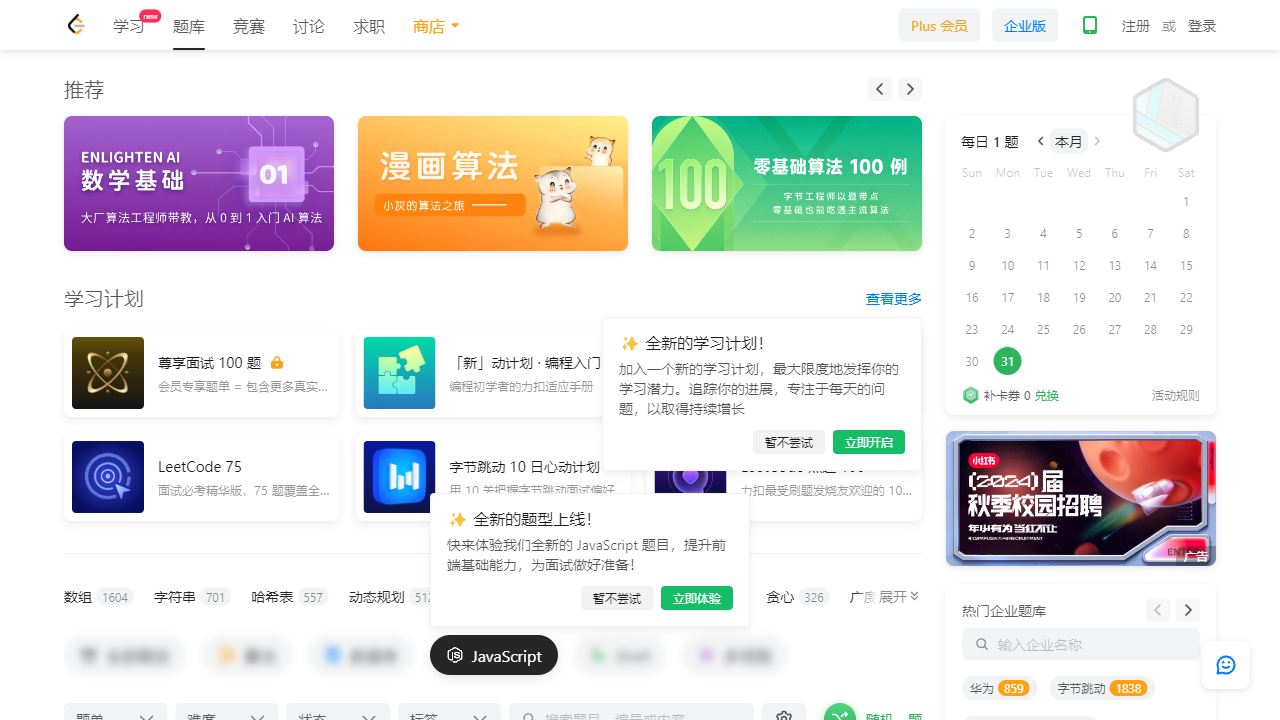 学习 new 题库 竞赛 讨论 求职 商店 Plus 会员 企业版 注册 或 登录
推荐
ENLIGHTEN AI
数学基础
大厂算法工程师带教，从 0 到 1 入门 AI 算法
01
漫画算法
小灰的算法之旅
100
零基础算法 100 例
字节工程师以题带点
零基础也能吃透主流算法
学习计划 查看更多
尊享面试 100 题
会员专享题单 = 包含更多真实...
「新」动计划 · 编程入门
编程初学者的力扣适应手册
LeetCode 75
面试必考精华版，75 题覆盖全...
字节跳动 10 日心动计划
用 10 关把握字节跳动面试偏好
力扣最受刷题发烧友欢迎的 10...
全新的学习计划！
加入一个新的学习计划，最大限度地发挥你的
学习潜力。追踪你的进展，专注于每天的问
题，以取得持续增长
暂不尝试 立即开启
全新的题型上线！
快来体验我们全新的 JavaScript 题目，提升前
端基础能力，为面试做好准备！
暂不尝试 立即体验
数组 1604 字符串 701 哈希表 557 动态规划 512 贪心 326 广度 展开
JavaScript
题单 难度 状态 标签 搜索题目、编号或内容 随机一题
每日 1 题 本月
Sun Mon Tue Wed Thu Fri Sat
1
2 3 4 5 6 7 8
9 10 11 12 13 14 15
16 17 18 19 20 21 22
23 24 25 26 27 28 29
30 31
补卡券 0 兑换 活动规则
小红书
(2024)届
秋季校园招聘
年少有为 当红不让
CAMPUS RECRUITMENT
广告
热门企业题库
输入企业名称
华为 859 字节跳动 1838